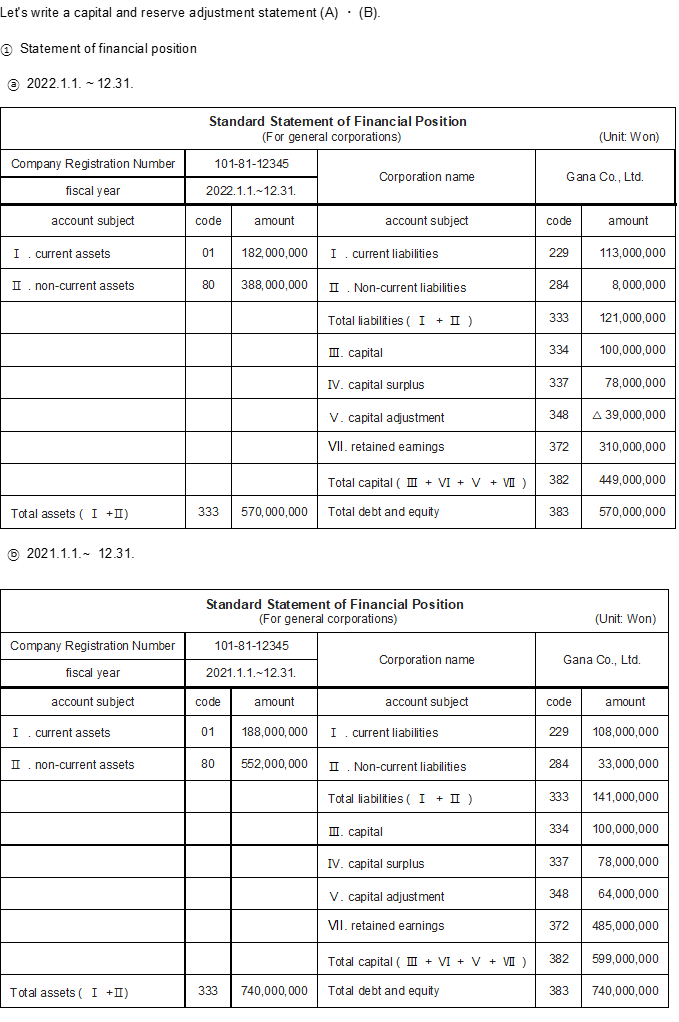 Let's write a capital and reserve adjustment statement (A) · (B).
① Statement of financial position
ⓐ 2022.1.1. ~ 12.31.
Standard Statement of Financial Position
(For general corporations) (Unit: Won)
Company Registration Number 101-81-12345 Corporation name Gana Co., Ltd.
fiscal year 2022.1.1.~12.31.
account subject code amount account subject code amount
Ⅰ . current assets 01 182,000,000 Ⅰ . current liabilities 229 113,000,000
Ⅱ . non-current assets 80 388,000,000 Ⅱ . Non-current liabilities 284 8,000,000
Total liabilities ( Ⅰ + Ⅱ ) 333 121,000,000
Ⅲ. capital 334 100,000,000
Ⅳ. capital surplus 337 78,000,000
Ⅴ. capital adjustment 348 △ 39,000,000
Ⅶ. retained earnings 372 310,000,000
Total capital ( Ⅲ + Ⅵ + Ⅴ + Ⅶ ) 382 449,000,000
Total assets ( Ⅰ +Ⅱ) 333 570,000,000 Total debt and equity 383 570,000,000
ⓑ 2021.1.1.~ 12.31.
Standard Statement of Financial Position
(For general corporations) (Unit: Won)
Company Registration Number 101-81-12345 Corporation name Gana Co., Ltd.
fiscal year 2021.1.1.~12.31.
account subject code amount account subject code amount
Ⅰ . current assets 01 188,000,000 Ⅰ . current liabilities 229 108,000,000
Ⅱ . non-current assets 80 552,000,000 Ⅱ . Non-current liabilities 284 33,000,000
Total liabilities ( Ⅰ + Ⅱ ) 333 141,000,000
Ⅲ. capital 334 100,000,000
Ⅳ. capital surplus 337 78,000,000
Ⅴ. capital adjustment 348 64,000,000
Ⅶ. retained earnings 372 485,000,000
Total capital ( Ⅲ + Ⅵ + Ⅴ + Ⅶ ) 382 599,000,000
Total assets ( Ⅰ +Ⅱ) 333 740,000,000 Total debt and equity 383 740,000,000